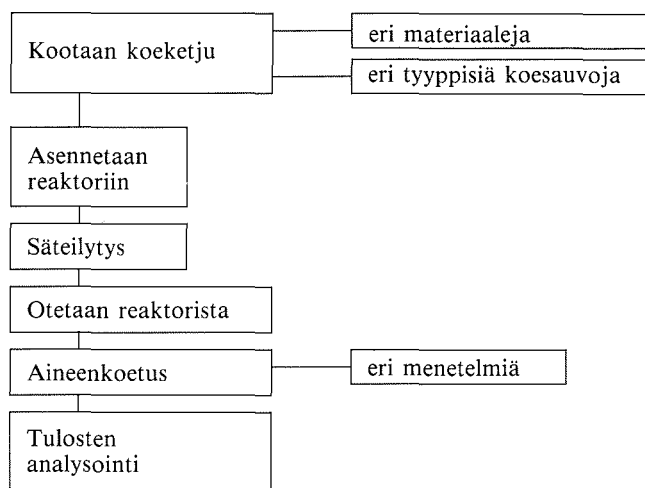 Kootaan koeketju
eri materiaaleja
eri tyyppisiä koesauvoja
Asennetaan
reaktoriin
Säteilytys
Otetaan reaktorista
Aineenkoetus
eri menetelmiä
Tulosten
analysointi